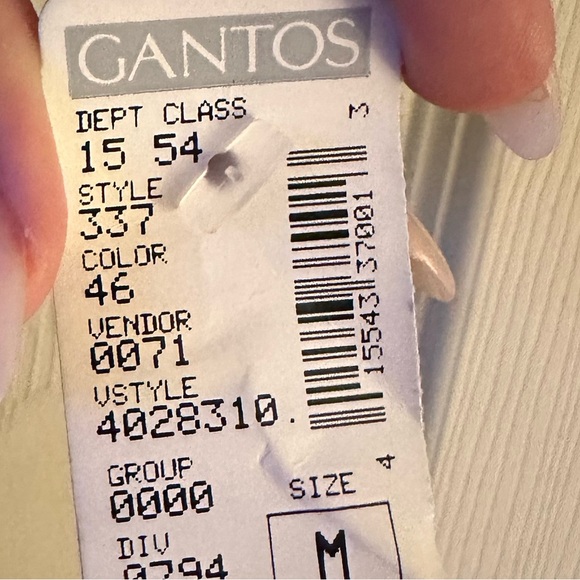 GANTOS
DEPT CLASS
15 54
STYLE
337
COLOR
46
VENDOR
0071
VSTYLE
4028310.
GROUP
0000
DIV
0794
3
15543 37001
4
SIZE
M